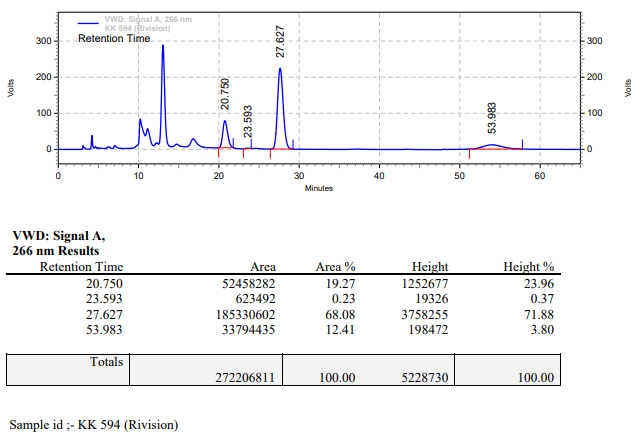 VWD: Signal A, 266 nm
KK 594 (Rivision)
Retention Time
300
200
100
0
Volts
300
200
100
0
Volts
20.750
23.593
27.627
53.983
0 10 20 30 40 50 60
Minutes
VWD: Signal A,
266 nm Results
Retention Time Area Area % Height Height %
20.750 52458282 19.27 1252677 23.96
23.593 623492 0.23 19326 0.37
27.627 185330602 68.08 3758255 71.88
53.983 33794435 12.41 198472 3.80
Totals
272206811 100.00 5228730 100.00
Sample id ;- KK 594 (Rivision)